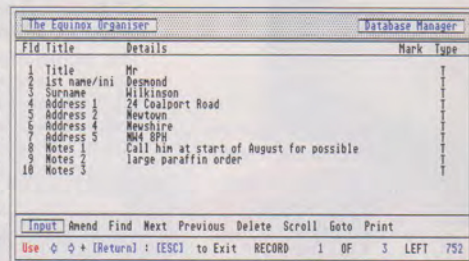 The Equinox Organiser Database Manager
Fld Title Details Mark Type
1 Title Mr T
2 1st name/ini Desmond T
3 Surname Wilkinson T
4 Address 1 24 Coalport Road T
5 Address 2 Newtown T
6 Address 4 Newshire T
7 Address 5 NW4 8PH T
8 Notes 1 Call him at start of August for possible T
9 Notes 2 large paraffin order T
10 Notes 3 T
Input Amend Find Next Previous Delete Scroll Goto Print
Use + [Return] : [ESC] to Exit RECORD 1 OF 3 LEFT 752